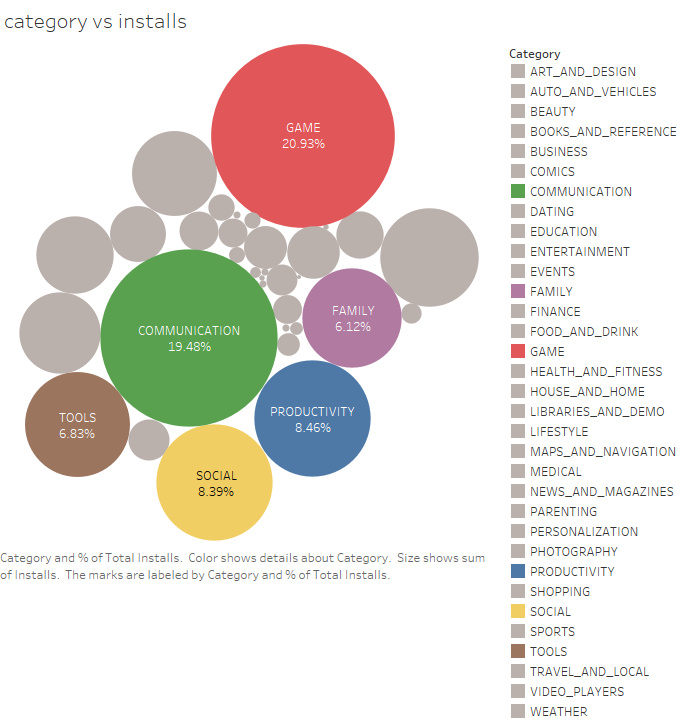 category vs installs
GAME
20.93%
COMMUNICATION
19.48%
FAMILY
6.12%
TOOLS
6.83%
PRODUCTIVITY
8.46%
SOCIAL
8.39%
Category and % of Total Installs.  Color shows details about Category.  Size shows sum
of Installs.  The marks are labeled by Category and % of Total Installs.
Category
ART_AND_DESIGN
AUTO_AND_VEHICLES
BEAUTY
BOOKS_AND_REFERENCE
BUSINESS
COMICS
COMMUNICATION
DATING
EDUCATION
ENTERTAINMENT
EVENTS
FAMILY
FINANCE
FOOD_AND_DRINK
GAME
HEALTH_AND_FITNESS
HOUSE_AND_HOME
LIBRARIES_AND_DEMO
LIFESTYLE
MAPS_AND_NAVIGATION
MEDICAL
NEWS_AND_MAGAZINES
PARENTING
PERSONALIZATION
PHOTOGRAPHY
PRODUCTIVITY
SHOPPING
SOCIAL
SPORTS
TOOLS
TRAVEL_AND_LOCAL
VIDEO_PLAYERS
WEATHER